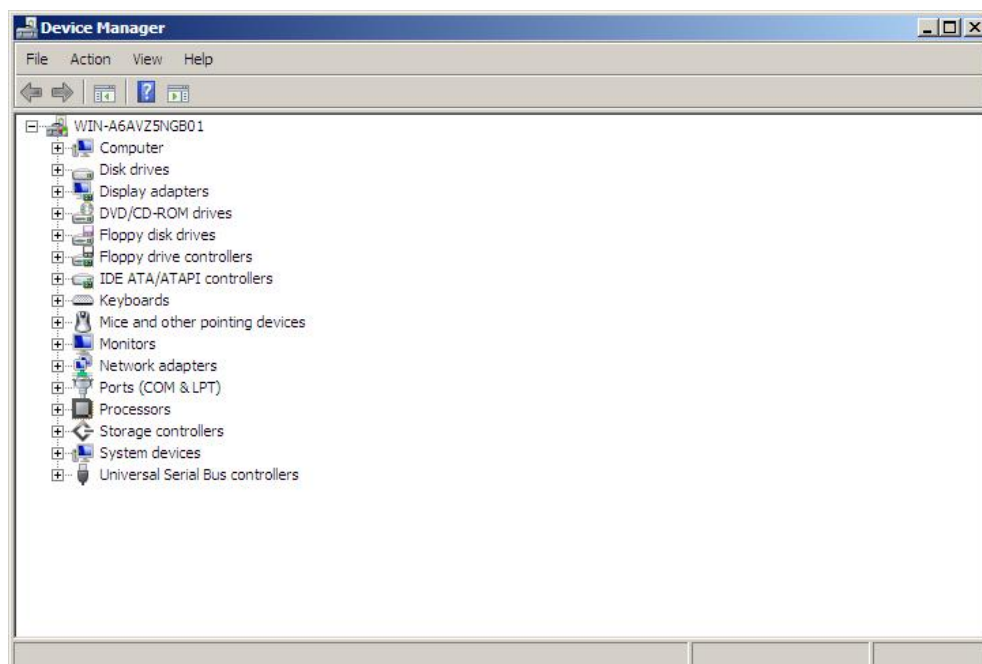 Device Manager
File Action View Help
WIN-A6AVZ5NGB01
Computer
Disk drives
Display adapters
DVD/CD-ROM drives
Floppy disk drives
Floppy drive controllers
IDE ATA/ATAPI controllers
Keyboards
Mice and other pointing devices
Monitors
Network adapters
Ports (COM & LPT)
Processors
Storage controllers
System devices
Universal Serial Bus controllers